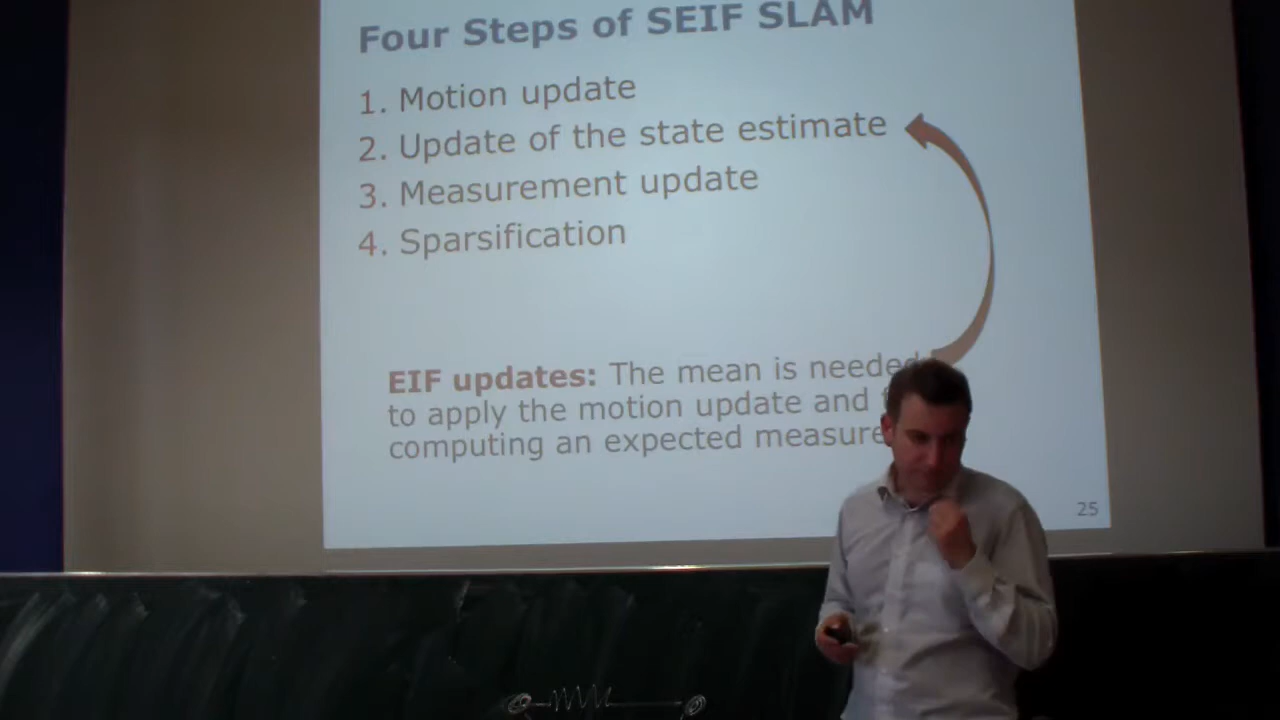 Four Steps of SEIF SLAM
1. Motion update
2. Update of the state estimate
3. Measurement update
4. Sparsification
EIF updates: The mean is needed
to apply the motion update and
computing an expected measure
25